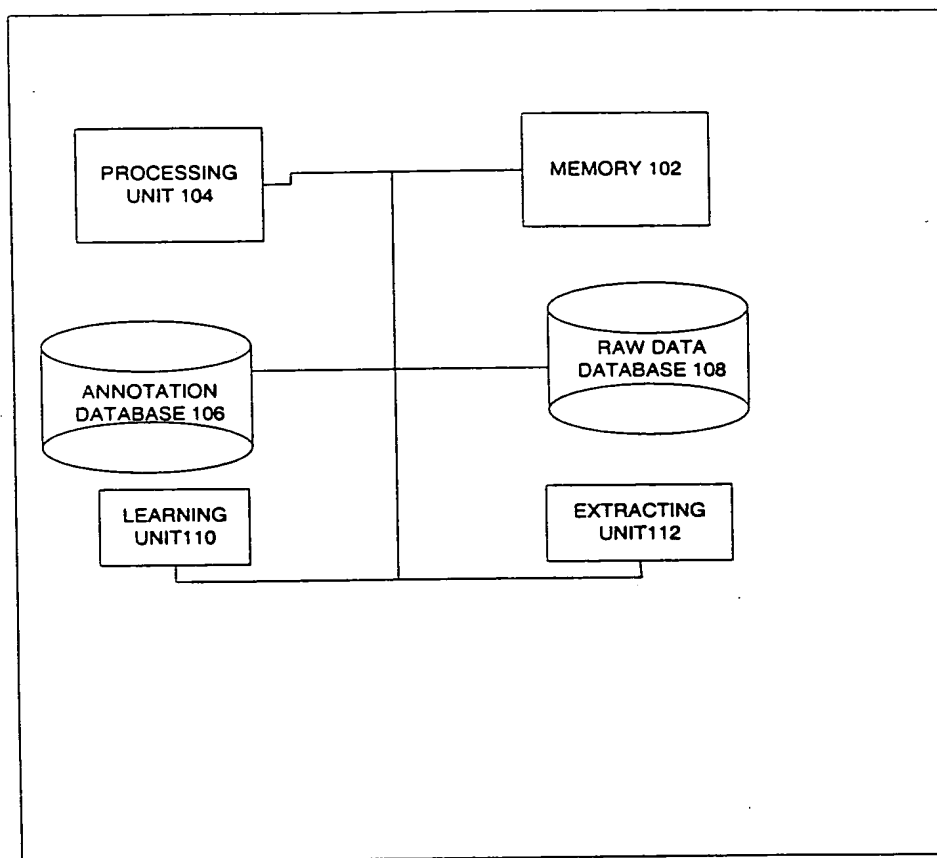 PROCESSING
UNIT 104
MEMORY 102
ANNOTATION
DATABASE 106
RAW DATA
DATABASE 108
LEARNING
UNIT110
EXTRACTING
UNIT112